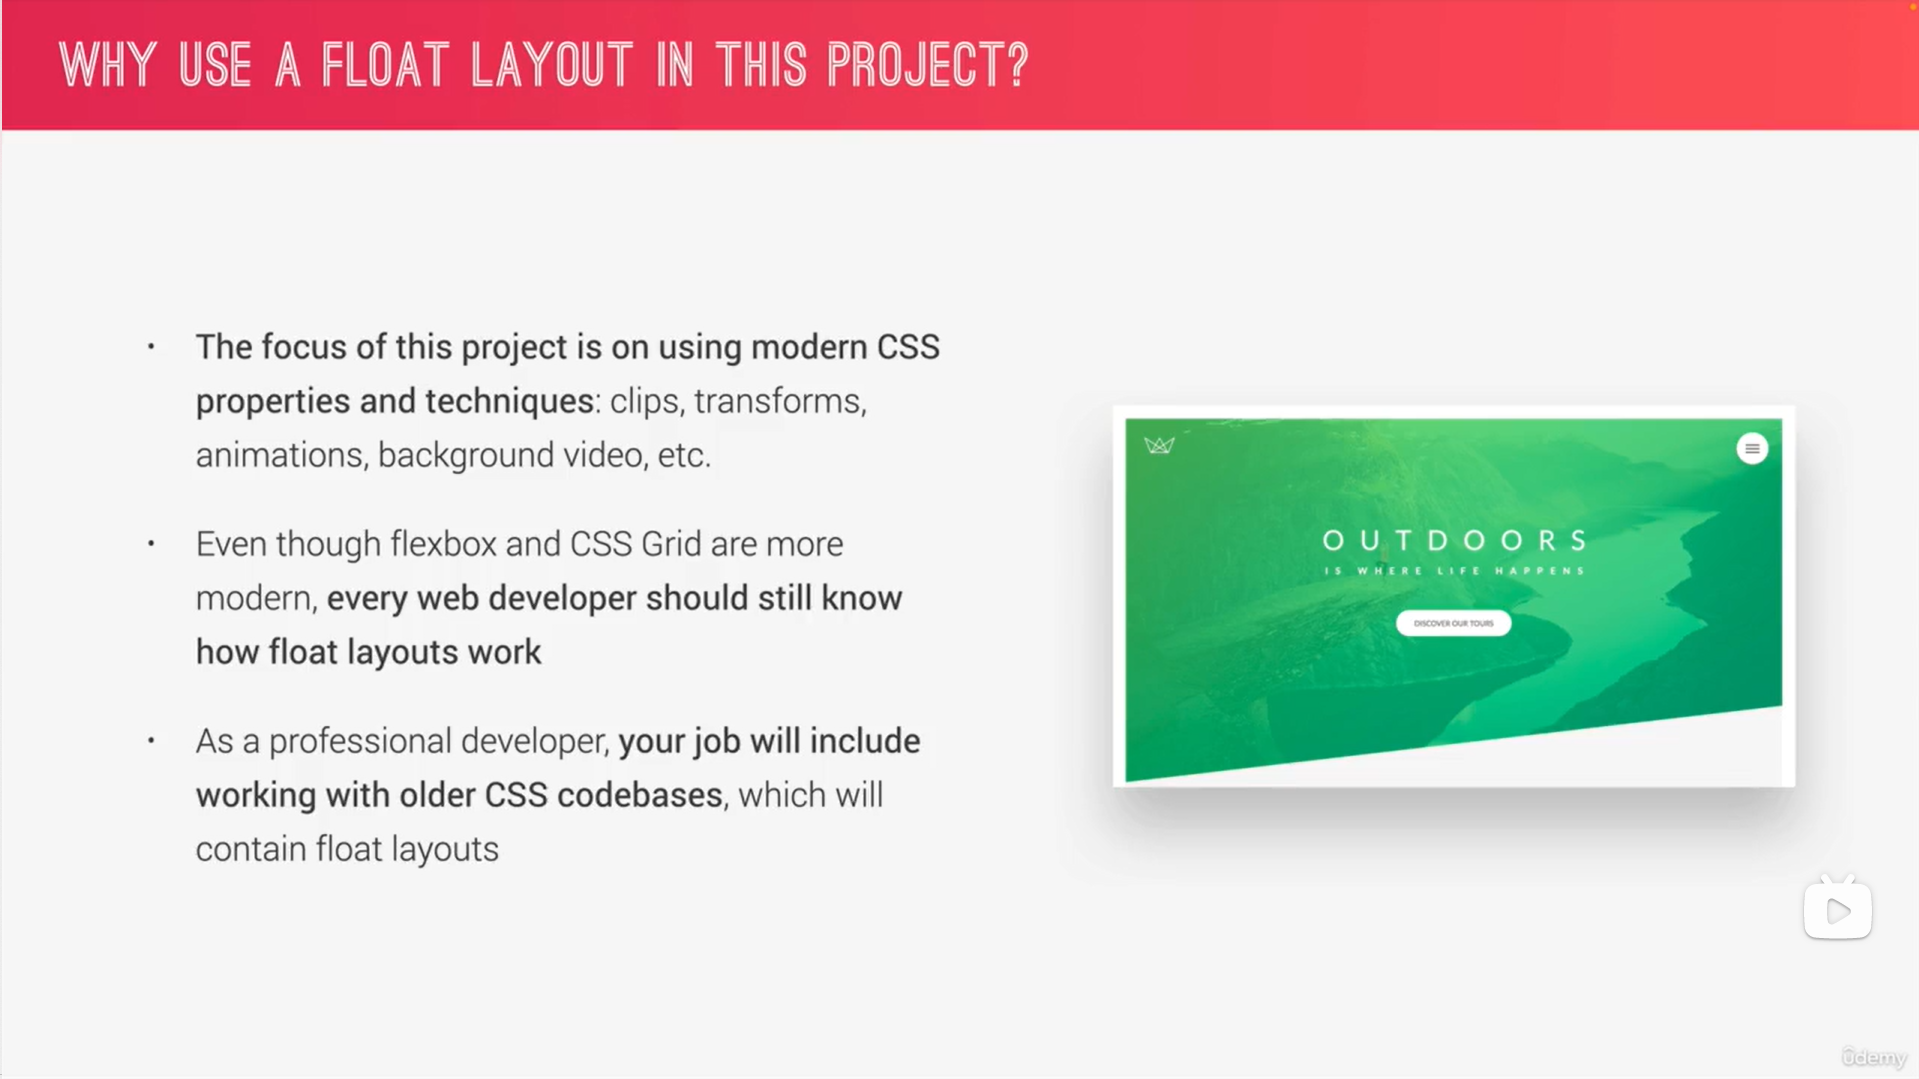 WHY USE A FLOAT LAYOUT IN THIS PROJECT?
• The focus of this project is on using modern CSS
properties and techniques: clips, transforms,
animations, background video, etc.
• Even though flexbox and CSS Grid are more
modern, every web developer should still know
how float layouts work
• As a professional developer, your job will include
working with older CSS codebases, which will
contain float layouts
OUTDOORS
IS WHERE LIFE HAPPENS
DISCOVER OUR TOURS
ûdemy